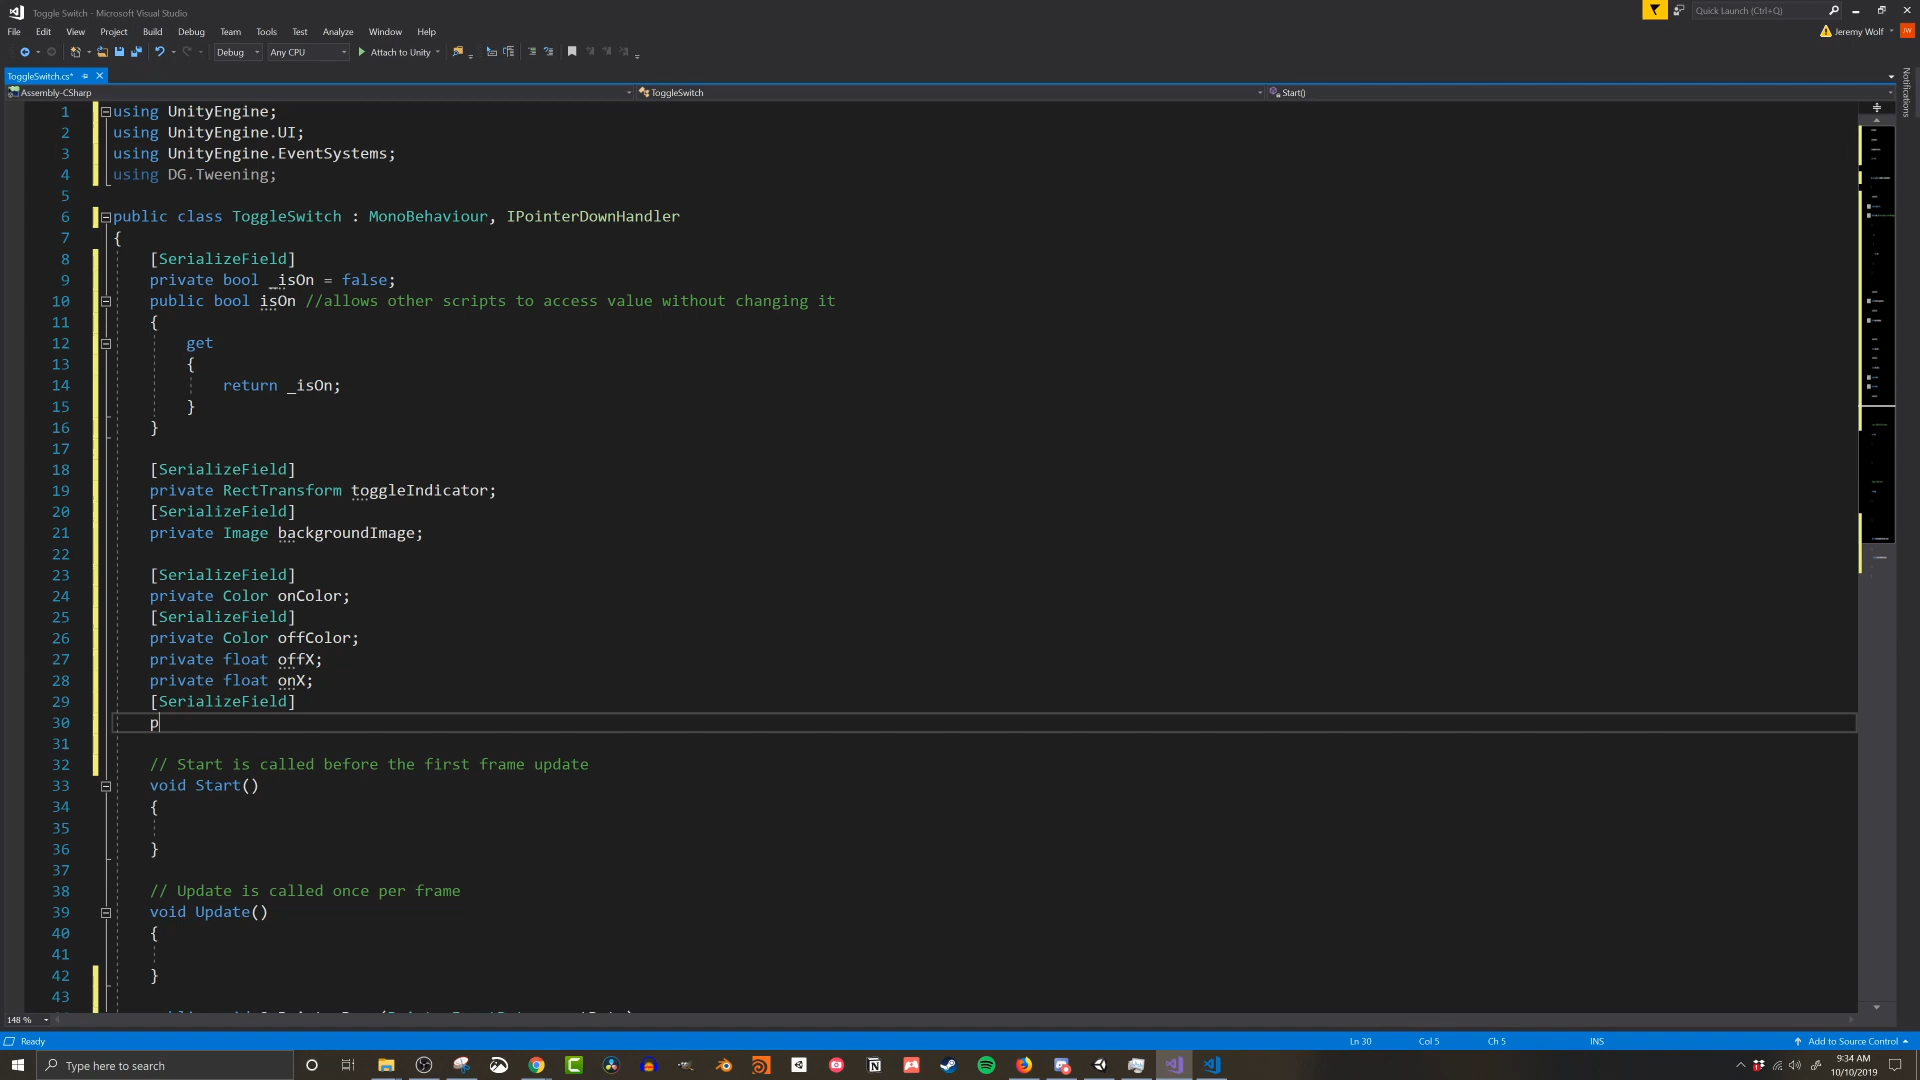 Toggle Switch - Microsoft Visual Studio
Quick Launch (Ctrl+Q)
File Edit View Project Build Debug Team Tools Test Analyze Window Help
Jeremy Wolf JW
Debug Any CPU Attach to Unity
ToggleSwitch.cs*
Notifications
Assembly-CSharp ToggleSwitch Start()
1 using UnityEngine;
2 using UnityEngine.UI;
3 using UnityEngine.EventSystems;
4 using DG.Tweening;
5
6 public class ToggleSwitch : MonoBehaviour, IPointerDownHandler
7 {
8 [SerializeField]
9 private bool _isOn = false;
10 public bool isOn //allows other scripts to access value without changing it
11 {
12 get
13 {
14 return _isOn;
15 }
16 }
17
18 [SerializeField]
19 private RectTransform toggleIndicator;
20 [SerializeField]
21 private Image backgroundImage;
22
23 [SerializeField]
24 private Color onColor;
25 [SerializeField]
26 private Color offColor;
27 private float offX;
28 private float onX;
29 [SerializeField]
30 p
31
32 // Start is called before the first frame update
33 void Start()
34 {
35
36 }
37
38 // Update is called once per frame
39 void Update()
40 {
41
42 }
43
148 %
Ready Ln 30 Col 5 Ch 5 INS Add to Source Control
Type here to search
9:34 AM
10/10/2019